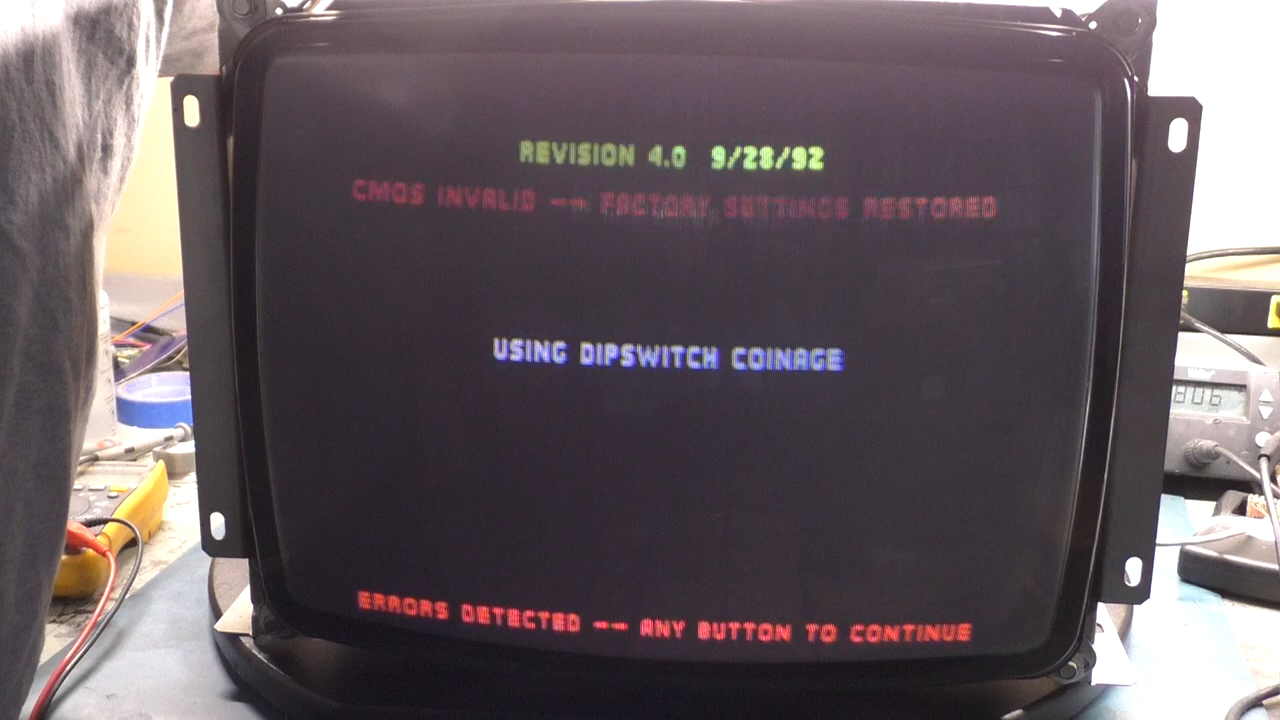 REVISION 4.0 9/28/92
CMOS INVALID -- FACTORY SETTINGS RESTORED
USING DIPSWITCH COINAGE
ERRORS DETECTED -- ANY BUTTON TO CONTINUE
806